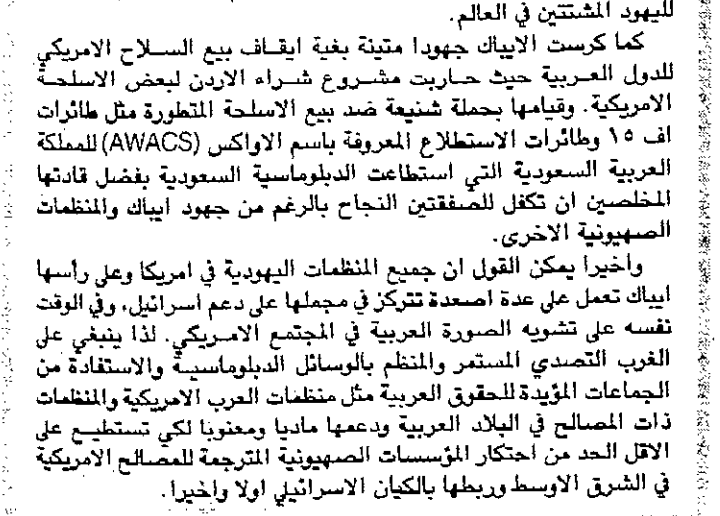 لليهود المشتتين في العالم.
كما كرست الايباك جهودا متينة بغية ايقاف بيع السلاح الامريكي
للدول العربية حيث حاربت مشروع شراء الاردن لبعض الاسلحة
الامريكية. وقيامها بحملة شنيعة ضد بيع الاسلحة المتطورة مثل طائرات
اف ١٥ وطائرات الاستطلاع المعروفة باسم الاواكس (AWACS) للمملكة
العربية السعودية التي استطاعت الدبلوماسية السعودية بفضل قادتها
المخلصين ان تكفل للصفقتين النجاح بالرغم من جهود ايباك والمنظمات
الصهيونية الاخرى.
واخيرا يمكن القول ان جميع المنظمات اليهودية في امريكا وعلى رأسها
ايباك تعمل على عدة اصعدة تتركز في مجملها على دعم اسرائيل، وفي الوقت
نفسه على تشويه الصورة العربية في المجتمع الامريكي. لذا ينبغي على
الغرب التصدي المستمر والمنظم بالوسائل الدبلوماسية والاستفادة من
الجماعات المؤيدة للحقوق العربية مثل منظمات العرب الامريكية والمنظمات
ذات المصالح في البلاد العربية ودعمها ماديا ومعنويا لكي تستطيع على
الاقل الحد من احتكار المؤسسات الصهيونية المترجمة للمصالح الامريكية
في الشرق الاوسط وربطها بالكيان الاسرائيلي اولا واخيرا.